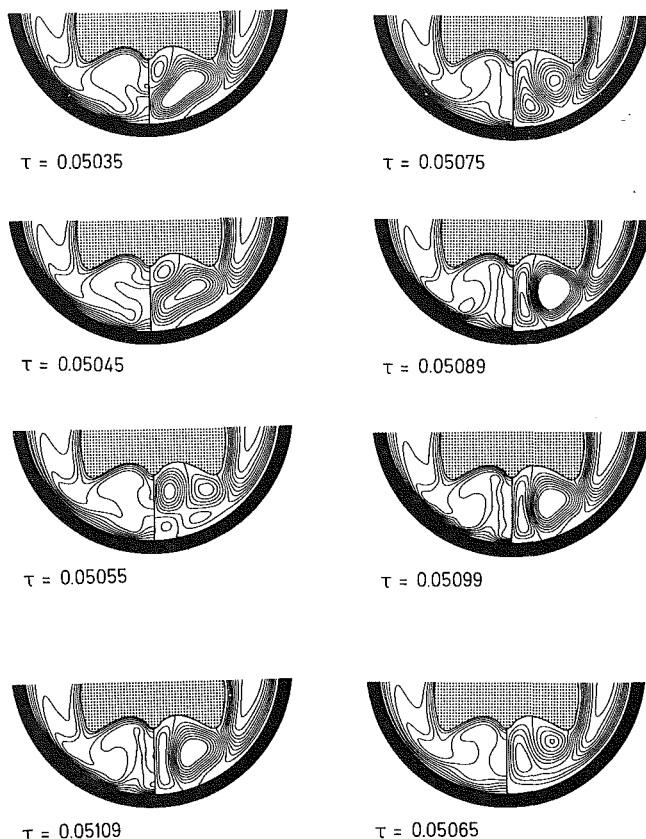 τ = 0.05035
τ = 0.05075
τ = 0.05045
τ = 0.05089
τ = 0.05055
τ = 0.05099
τ = 0.05109
τ = 0.05065